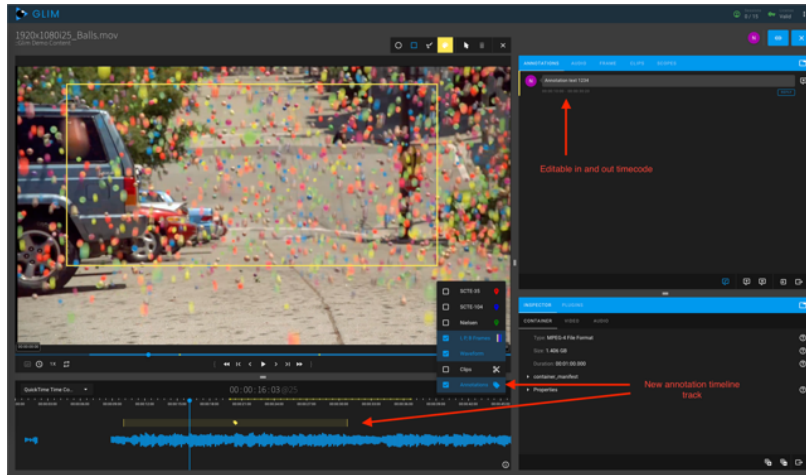 GLIM
8 / 10
Valid
1920x1080i25_Balls.mov
Glim Demo Content
ANNOTATIONS AUDIO FRAME CLIPS SCOPES
Annotation text 1234
Editable in and out timecode
SCTE-35
SCTE-104
Nielsen
I, P, B Frames
Waveform
Clips
Annotations
INSPECTOR PLUGINS
CONTAINER VIDEO AUDIO
Type: MPEG-4 File Format
Size: 1.406 GB
Duration: 00:01:00.000
container_manifest
Properties
New annotation timeline
track
QuickTime Time Co...
00:00:16:03@25